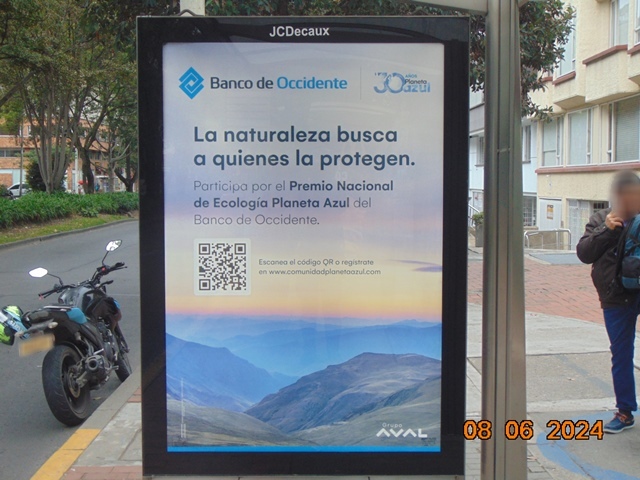 JCDecaux
Banco de Occidente
30 AÑOS
Planeta
azul
La naturaleza busca
a quienes la protegen.
Participa por el Premio Nacional
de Ecología Planeta Azul del
Banco de Occidente.
Escanea el código QR o regístrate
en www.comunidadplanetaazul.com
Grupo
AVAL
08 06 2024